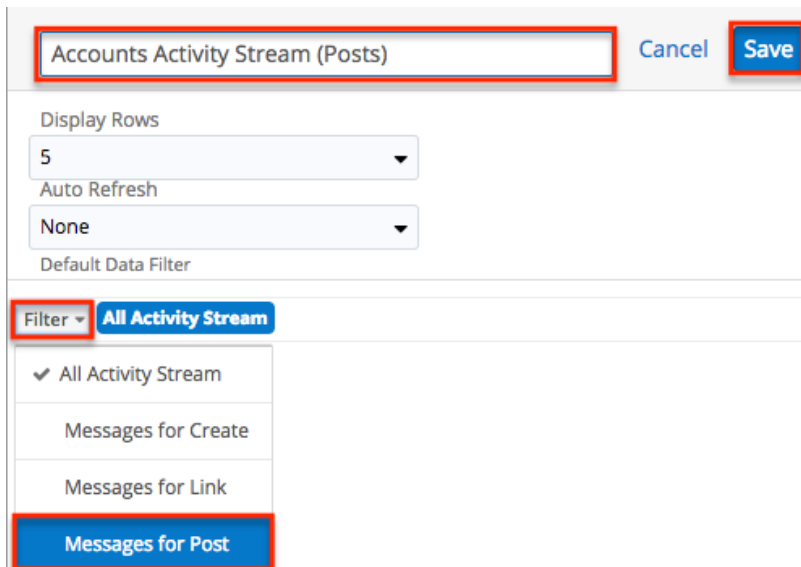 Accounts Activity Stream (Posts) Cancel Save
Display Rows
5
Auto Refresh
None
Default Data Filter
Filter All Activity Stream
All Activity Stream
Messages for Create
Messages for Link
Messages for Post